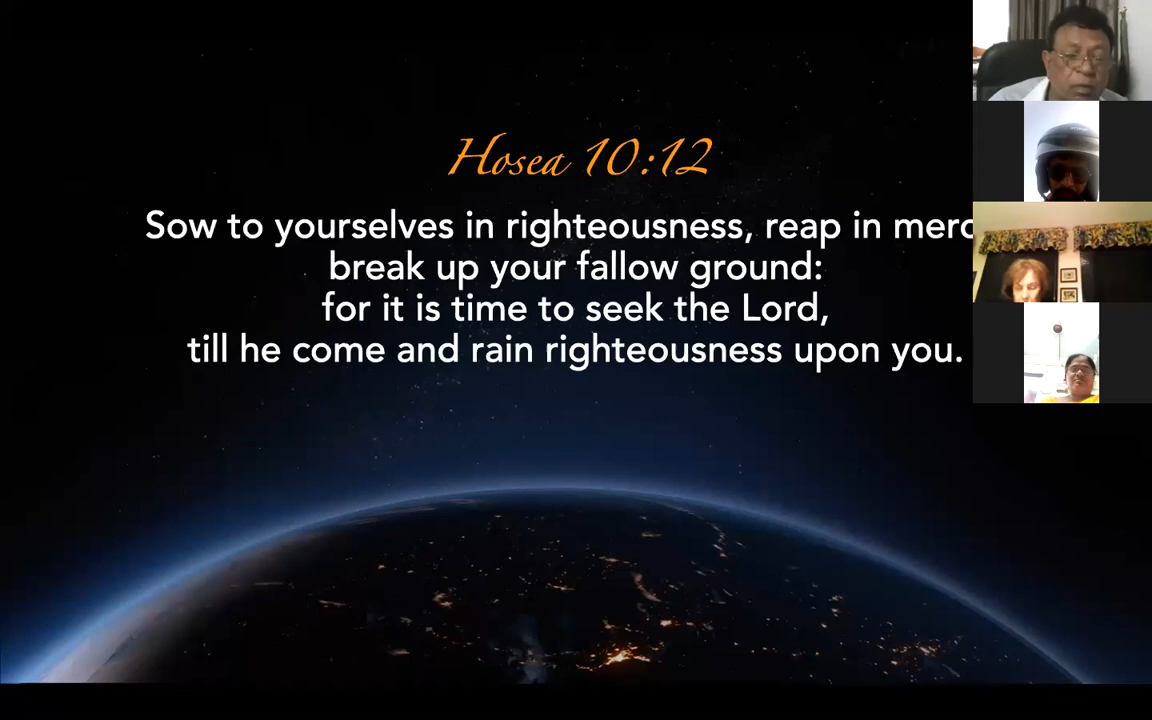 Hosea 10:12
Sow to yourselves in righteousness, reap in merc
break up your fallow ground:
for it is time to seek the Lord,
till he come and rain righteousness upon you.